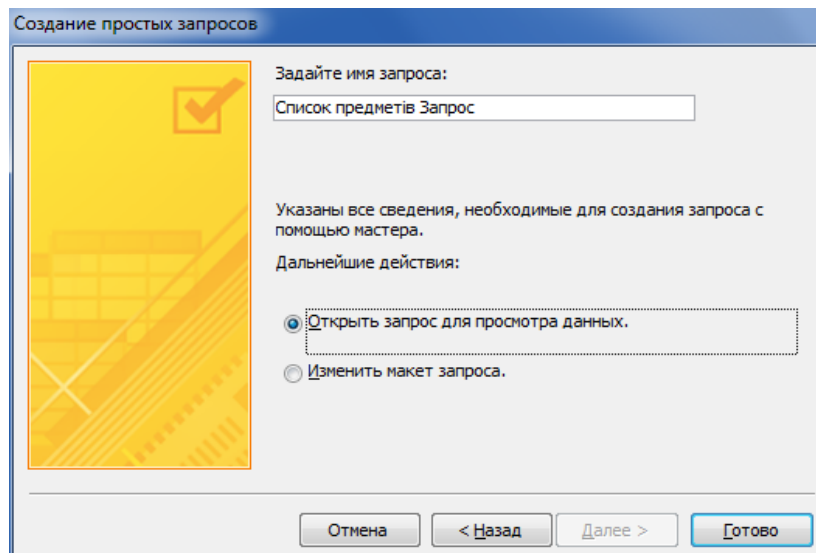 Создание простых запросов
Задайте имя запроса:
Список предметів Запрос
Указаны все сведения, необходимые для создания запроса с
помощью мастера.
Дальнейшие действия:
Открыть запрос для просмотра данных.
Изменить макет запроса.
Отмена
< Назад
Далее >
Готово